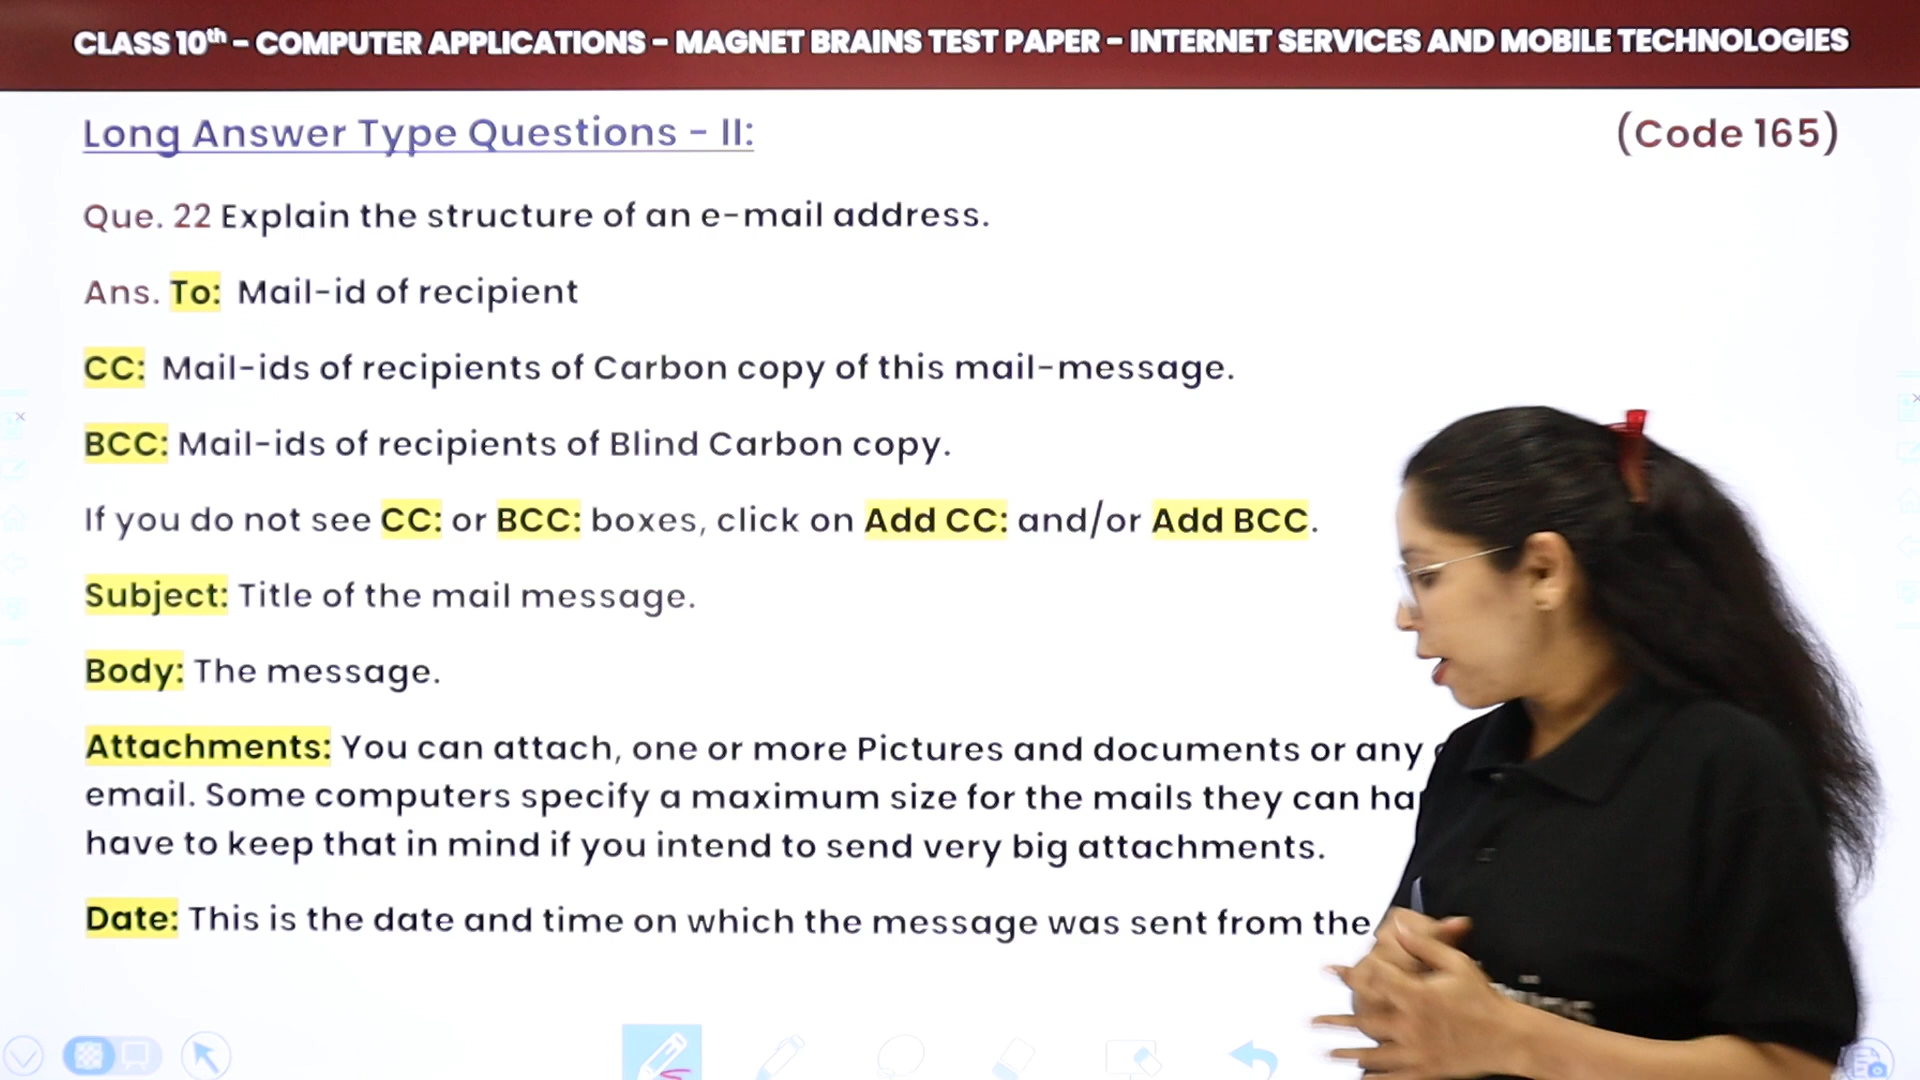 CLASS 10th - COMPUTER APPLICATIONS - MAGNET BRAINS TEST PAPER - INTERNET SERVICES AND MOBILE TECHNOLOGIES
Long Answer Type Questions - II:
(Code 165)
Que. 22 Explain the structure of an e-mail address.
Ans. To: Mail-id of recipient
CC: Mail-ids of recipients of Carbon copy of this mail-message.
BCC: Mail-ids of recipients of Blind Carbon copy.
If you do not see CC: or BCC: boxes, click on Add CC: and/or Add BCC.
Subject: Title of the mail message.
Body: The message.
Attachments: You can attach, one or more Pictures and documents or any
email. Some computers specify a maximum size for the mails they can
have to keep that in mind if you intend to send very big attachments.
Date: This is the date and time on which the message was sent from the